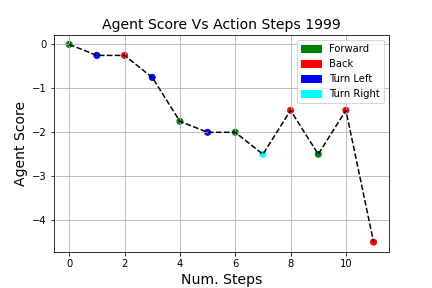 Agent Score Vs Action Steps 1999
Forward
Back
Turn Left
Turn Right
Agent Score
0
−1
−2
−3
−4
0 2 4 6 8 10
Num. Steps